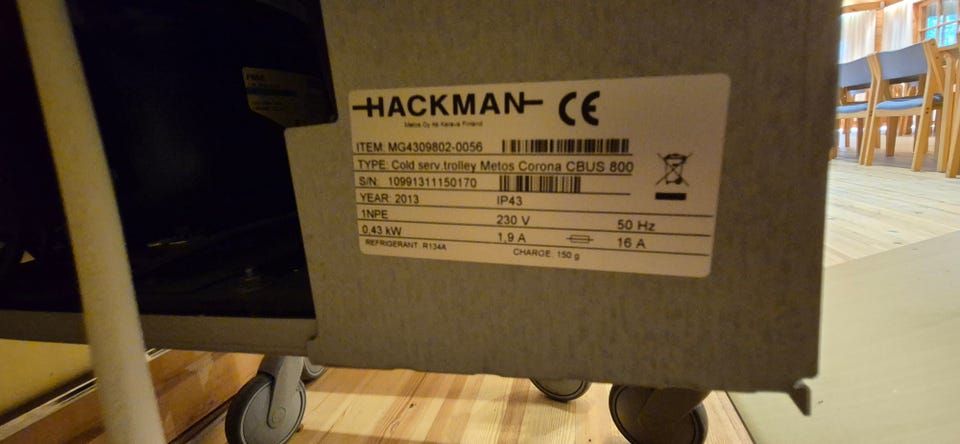 HACKMAN CE
Metos Oy Ab Kerava Finland
ITEM: MG4309802-0056
TYPE: Cold serv.trolley Metos Corona CBUS 800
S/N: 10991311150170
YEAR: 2013 IP43
1NPE 230 V 50 Hz
0,43 kW 1,9 A 16 A
REFRIGERANT R134A CHARGE: 150 g